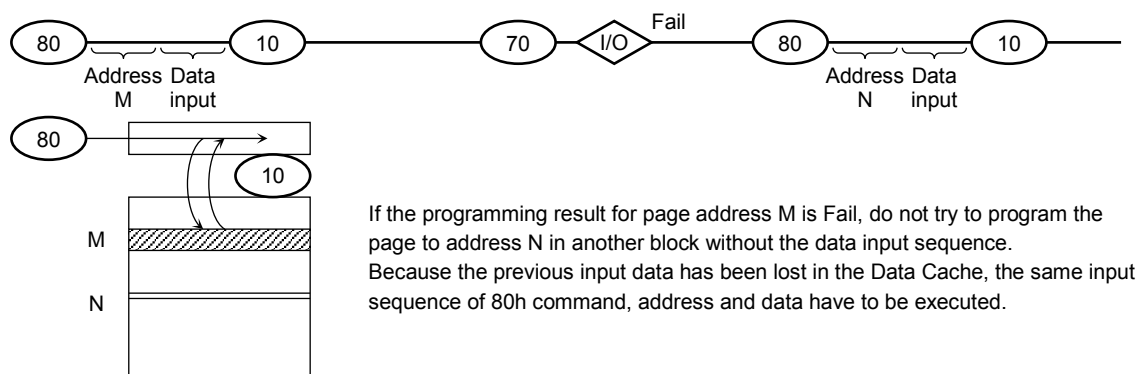 80 10 70 I/O Fail 80 10
Address Data Address Data
M input N input
80
10
M
N
If the programming result for page address M is Fail, do not try to program the
page to address N in another block without the data input sequence.
Because the previous input data has been lost in the Data Cache, the same input
sequence of 80h command, address and data have to be executed.